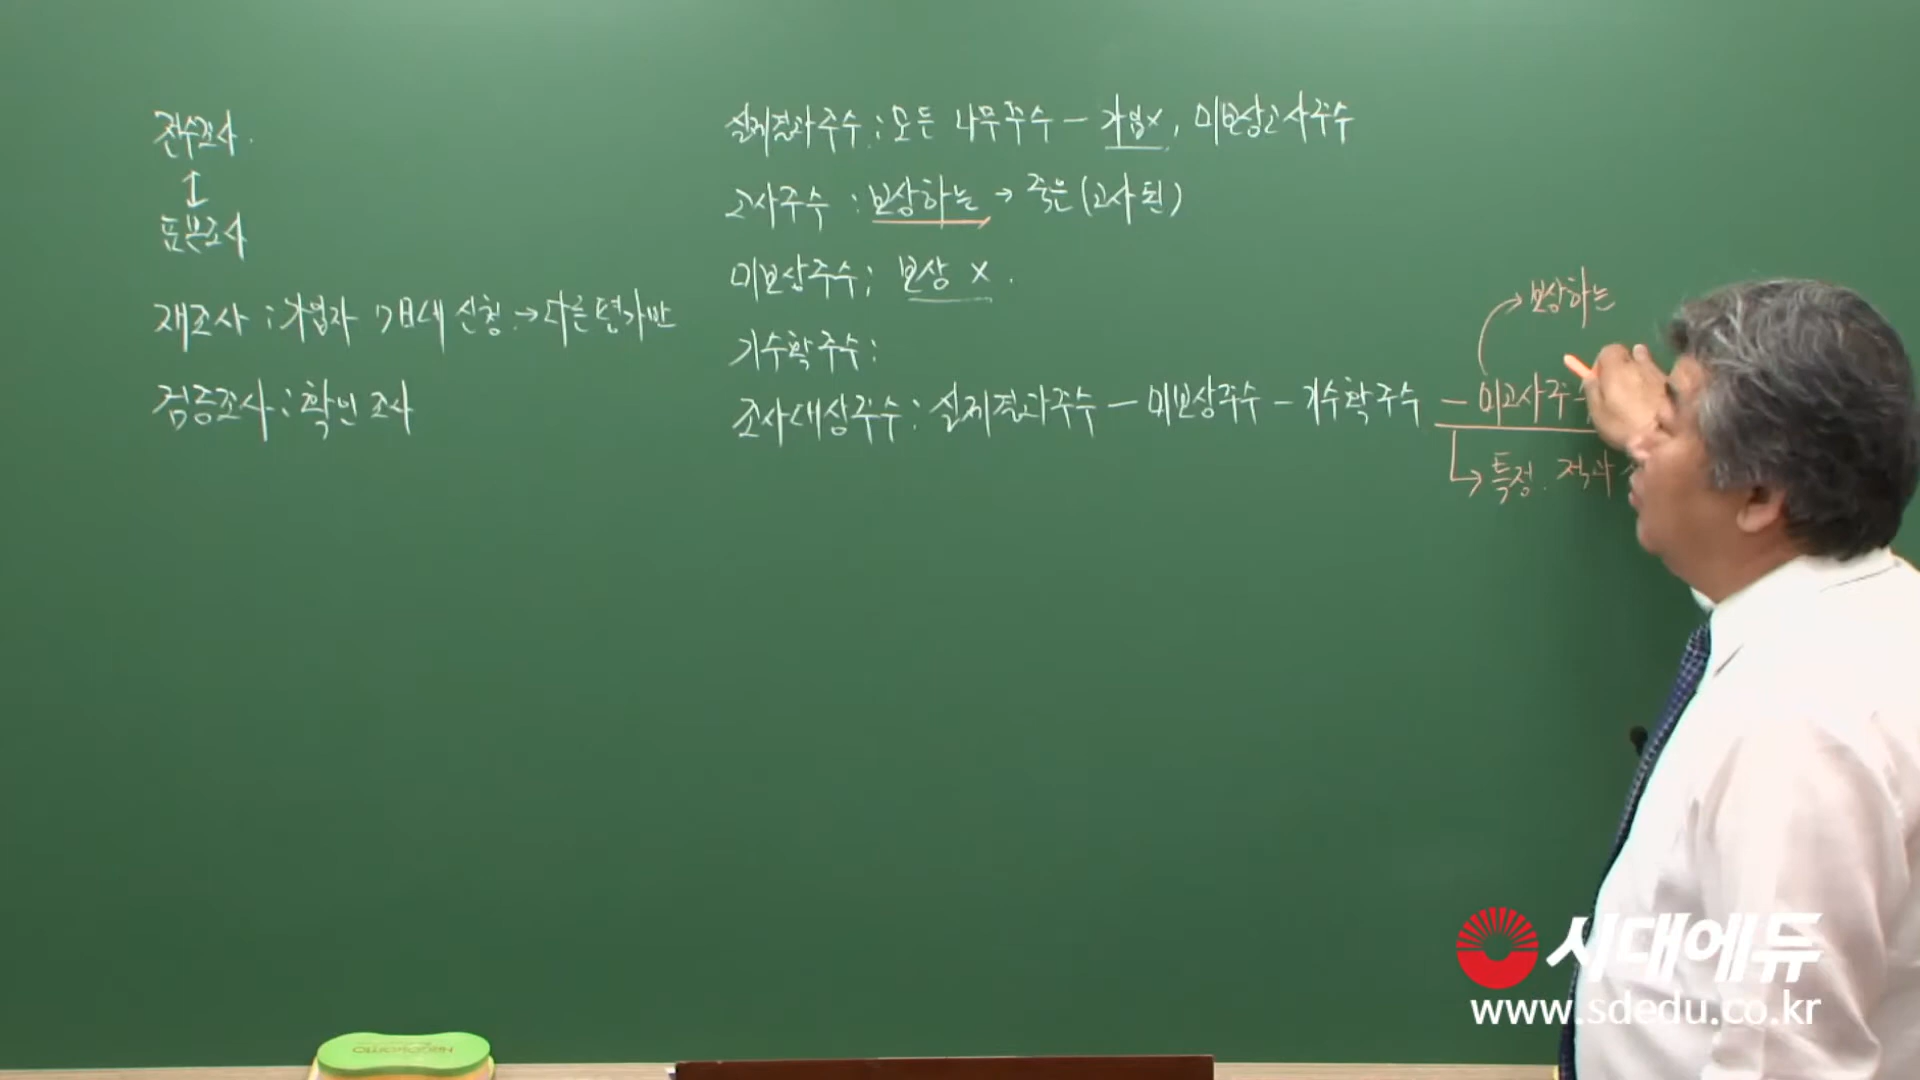 전수조사.
↕
표본조사
재조사 : 가입자 7日내 신청. → 다른 평가반
검증조사 : 확인조사
실제결과주수 : 모든 나무주수 - 가입×, 미보상고사주수
고사주수 : 보상하는 → 죽은(고사된)
미보상주수 ; 보상 ×.
기수확주수 :
조사대상주수 : 실제결과주수 - 미보상주수 - 기수확주수 - 미고사주
→ 보상하는
→ 특정. 적과
시대에듀
www.sdedu.co.kr